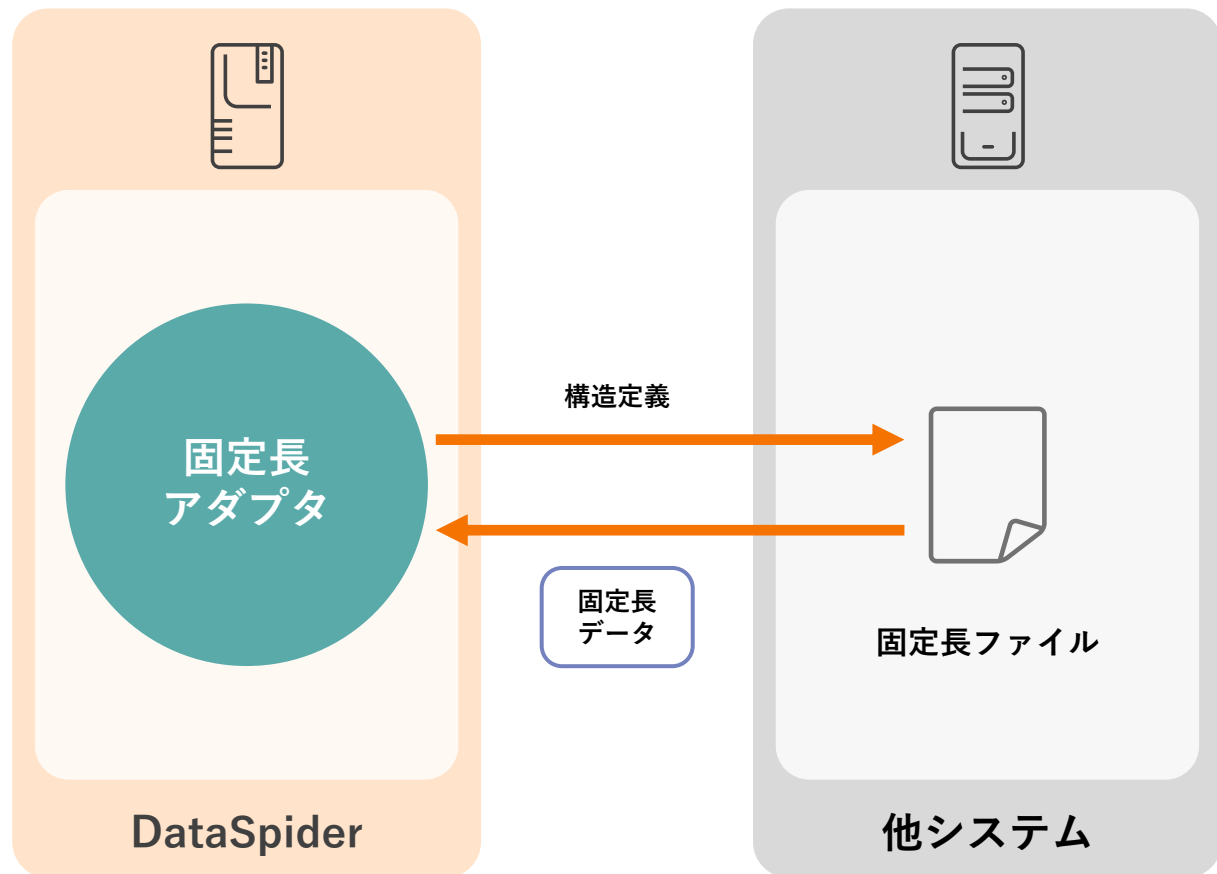 構造定義
固定長
アダプタ
固定長
データ
固定長ファイル
DataSpider
他システム